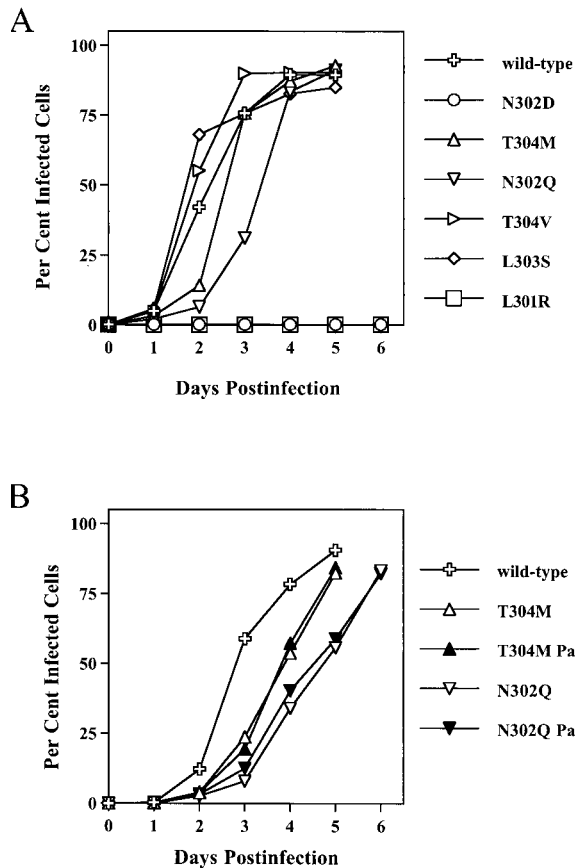 A
Per Cent Infected Cells
100
75
50
25
0
0 1 2 3 4 5 6
Days Postinfection
wild-type
N302D
T304M
N302Q
T304V
L303S
L301R
B
Per Cent Infected Cells
100
75
50
25
0
0 1 2 3 4 5 6
Days Postinfection
wild-type
T304M
T304M Pa
N302Q
N302Q Pa